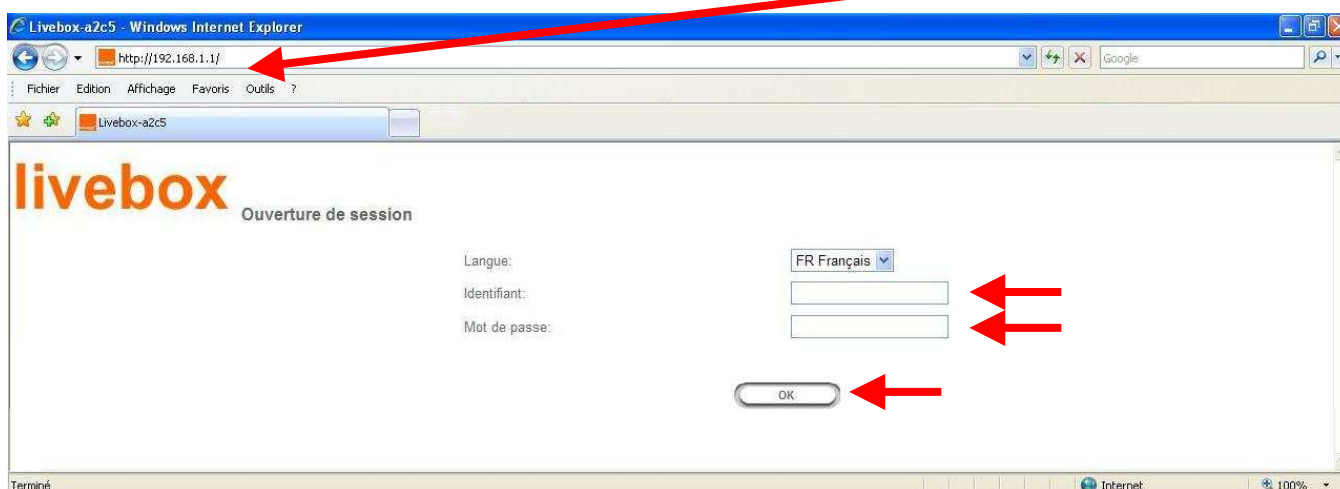 Livebox-a2c5 - Windows Internet Explorer
http://192.168.1.1/
Google
Fichier Edition Affichage Favoris Outils ?
Livebox-a2c5
livebox Ouverture de session
Langue: FR Français
Identifiant:
Mot de passe:
OK
Terminé Internet 100%